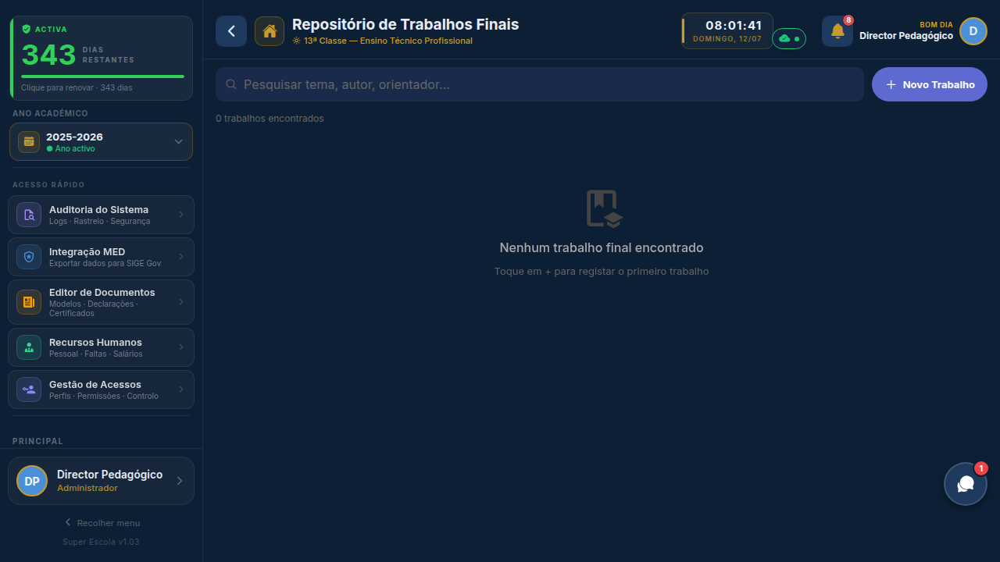 ACTIVA
343
DIAS
RESTANTES
Clique para renovar · 343 dias
ANO ACADÉMICO
2025-2026
Ano activo
ACESSO RÁPIDO
Auditoria do Sistema
Logs · Rastreio · Segurança
Integração MED
Exportar dados para SIGE Gov
Editor de Documentos
Modelos · Declarações ·
Certificados
Recursos Humanos
Pessoal · Faltas · Salários
Gestão de Acessos
Perfis · Permissões · Controlo
PRINCIPAL
DP
Director Pedagógico
Administrador
Recolher menu
Super Escola v1.03
Repositório de Trabalhos Finais
13ª Classe — Ensino Técnico Profissional
08:01:41
DOMINGO, 12/07
8
BOM DIA
Director Pedagógico
D
Pesquisar tema, autor, orientador...
Novo Trabalho
0 trabalhos encontrados
Nenhum trabalho final encontrado
Toque em + para registar o primeiro trabalho
1